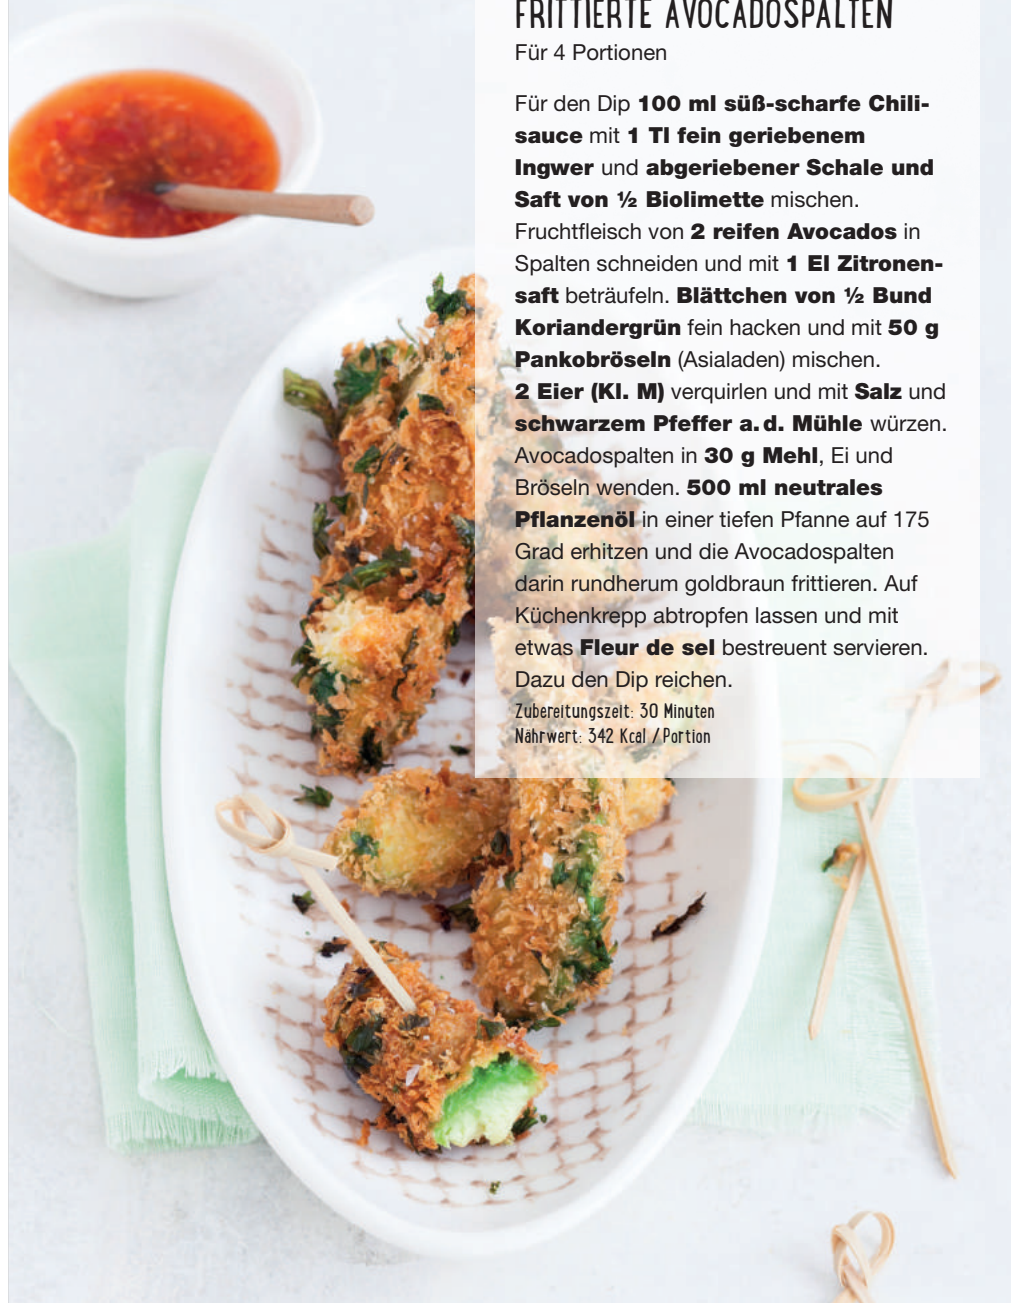 FRITTIERTE AVOCADOSPALTEN
Für 4 Portionen
Für den Dip 100 ml süß-scharfe Chili-
sauce mit 1 Tl fein geriebenem
Ingwer und abgeriebener Schale und
Saft von ½ Biolimette mischen.
Fruchtfleisch von 2 reifen Avocados in
Spalten schneiden und mit 1 El Zitronen-
saft beträufeln. Blättchen von ½ Bund
Koriandergrün fein hacken und mit 50 g
Pankobröseln (Asialaden) mischen.
2 Eier (Kl. M) verquirlen und mit Salz und
schwarzem Pfeffer a. d. Mühle würzen.
Avocadospalten in 30 g Mehl, Ei und
Bröseln wenden. 500 ml neutrales
Pflanzenöl in einer tiefen Pfanne auf 175
Grad erhitzen und die Avocadospalten
darin rundherum goldbraun frittieren. Auf
Küchenkrepp abtropfen lassen und mit
etwas Fleur de sel bestreuent servieren.
Dazu den Dip reichen.
Zubereitungszeit: 30 Minuten
Nährwert: 342 Kcal / Portion